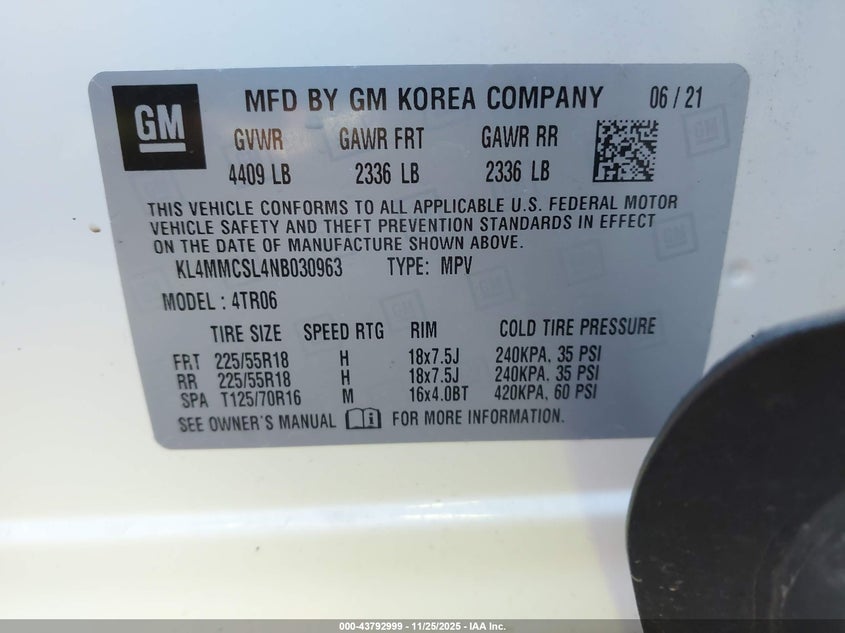 GM
MFD BY GM KOREA COMPANY 06 / 21
GVWR GAWR FRT GAWR RR
4409 LB 2336 LB 2336 LB
THIS VEHICLE CONFORMS TO ALL APPLICABLE U.S. FEDERAL MOTOR
VEHICLE SAFETY AND THEFT PREVENTION STANDARDS IN EFFECT
ON THE DATE OF MANUFACTURE SHOWN ABOVE.
KL4MMCSL4NB030963 TYPE: MPV
MODEL : 4TR06
TIRE SIZE SPEED RTG RIM COLD TIRE PRESSURE
FRT 225/55R18 H 18x7.5J 240KPA, 35 PSI
RR 225/55R18 H 18x7.5J 240KPA, 35 PSI
SPA T125/70R16 M 16x4.0BT 420KPA, 60 PSI
SEE OWNER'S MANUAL FOR MORE INFORMATION.
000-43792999 - 11/25/2025 - IAA Inc.